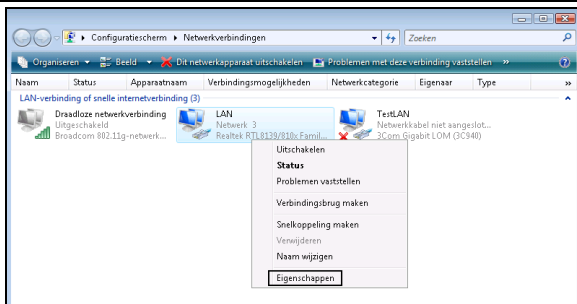 Configuratiescherm Netwerkverbindingen Zoeken
Organiseren Beeld Dit netwerkapparaat uitschakelen Problemen met deze verbinding vaststellen »
Naam Status Apparaatnaam Verbindingsmogelijkheden Netwerkcategorie Eigenaar Type »
LAN-verbinding of snelle internetverbinding (3)
Draadloze netwerkverbinding
Uitgeschakeld
Broadcom 802.11g-netwerk...
LAN
Netwerk 3
Realtek RTL8139/810x Famil...
TestLAN
Netwerkkabel niet aangeslot...
3Com Gigabit LOM (3C940)
Uitschakelen
Status
Problemen vaststellen
Verbindingsbrug maken
Snelkoppeling maken
Verwijderen
Naam wijzigen
Eigenschappen